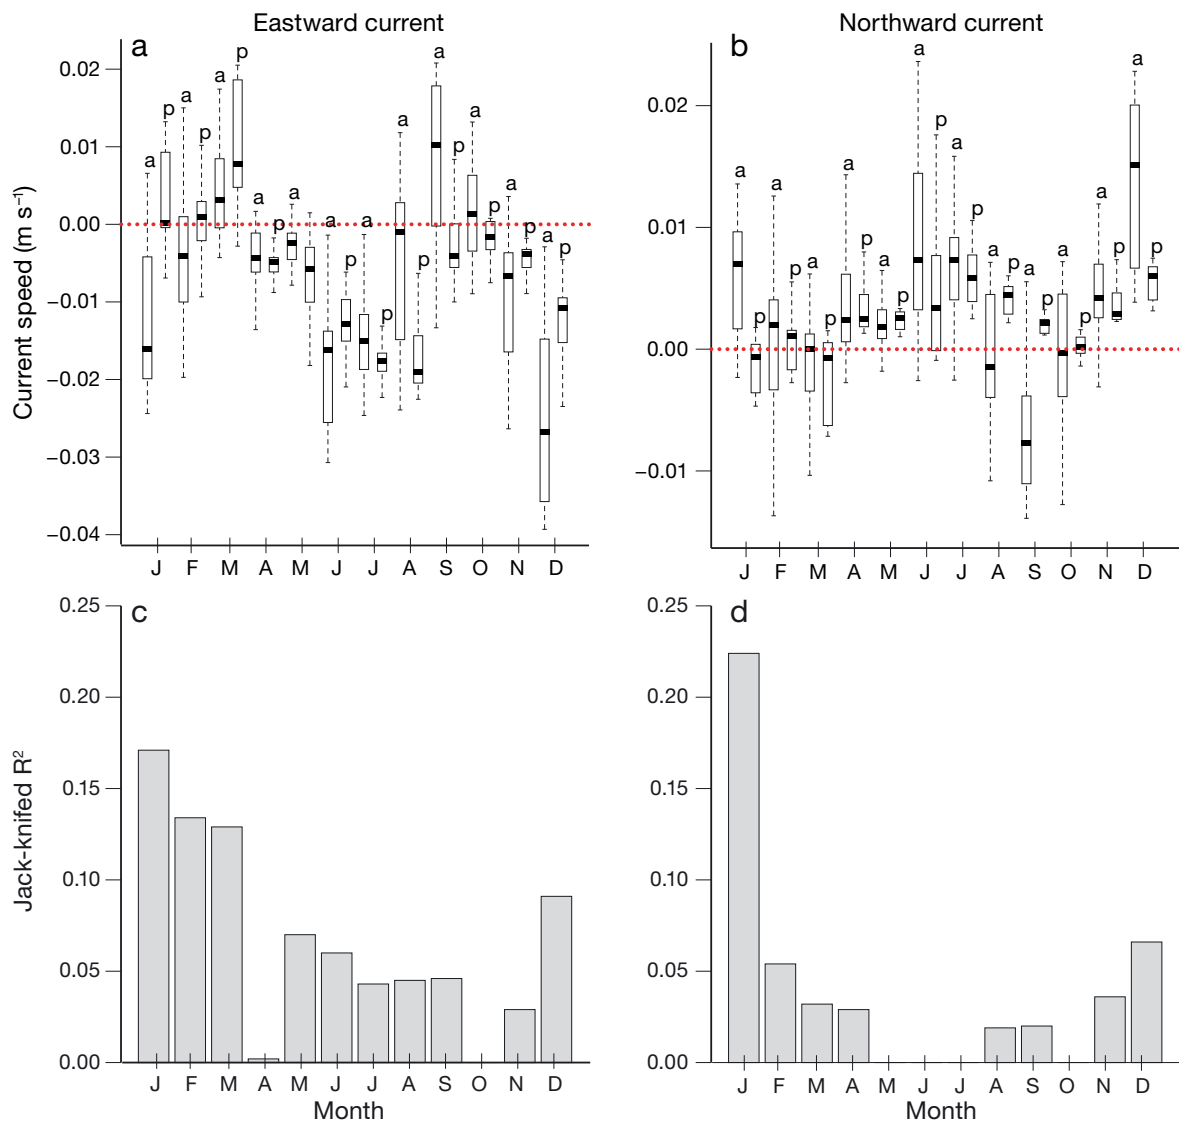 Eastward current
Northward current
a
b
Current speed (m s⁻¹)
0.02
0.01
0.00
−0.01
−0.02
−0.03
−0.04
a p a p a p a p a a p a p a p a p a p a p a p
J F M A M J J A S O N D
0.02
0.01
0.00
−0.01
a p a p a p a p a p a p a p a p a p a p a p a p
J F M A M J J A S O N D
c
d
Jack-knifed R²
0.25
0.20
0.15
0.10
0.05
0.00
J F M A M J J A S O N D
Month
0.25
0.20
0.15
0.10
0.05
0.00
J F M A M J J A S O N D
Month